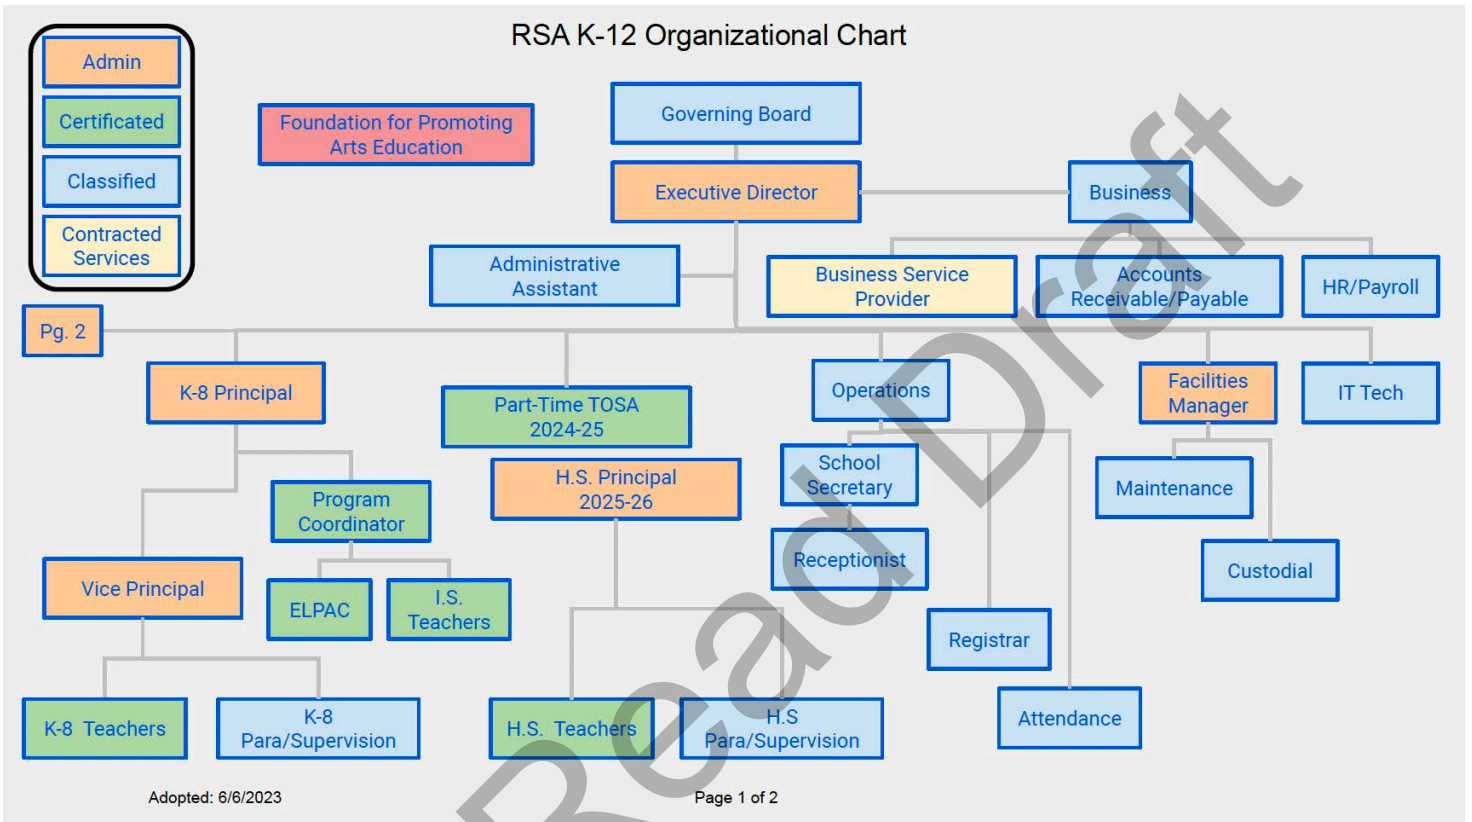 RSA K-12 Organizational Chart
Admin
Certificated
Classified
Contracted
Services
Foundation for Promoting
Arts Education
Governing Board
Executive Director
Business
Administrative
Assistant
Business Service
Provider
Accounts
Receivable/Payable
HR/Payroll
Pg. 2
K-8 Principal
Part-Time TOSA
2024-25
Operations
Facilities
Manager
IT Tech
H.S. Principal
2025-26
School
Secretary
Maintenance
Program
Coordinator
Receptionist
Custodial
Vice Principal
ELPAC
I.S.
Teachers
Registrar
K-8  Teachers
K-8
Para/Supervision
H.S.  Teachers
H.S
Para/Supervision
Attendance
Adopted: 6/6/2023
Page 1 of 2
Read Draft